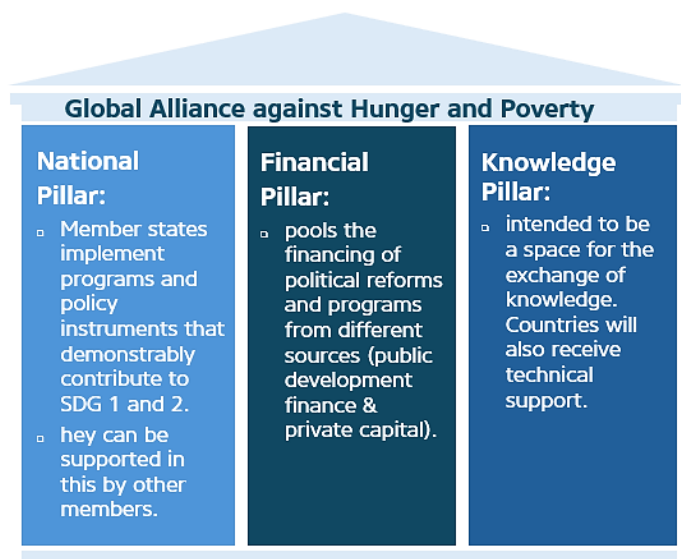 Global Alliance against Hunger and Poverty
National
Pillar:
▫ Member states
implement
programs and
policy
instruments that
demonstrably
contribute to
SDG 1 and 2.
▫ hey can be
supported in
this by other
members.
Financial
Pillar:
▫ pools the
financing of
political reforms
and programs
from different
sources (public
development
finance &
private capital).
Knowledge
Pillar:
▫ intended to be
a space for the
exchange of
knowledge.
Countries will
also receive
technical
support.